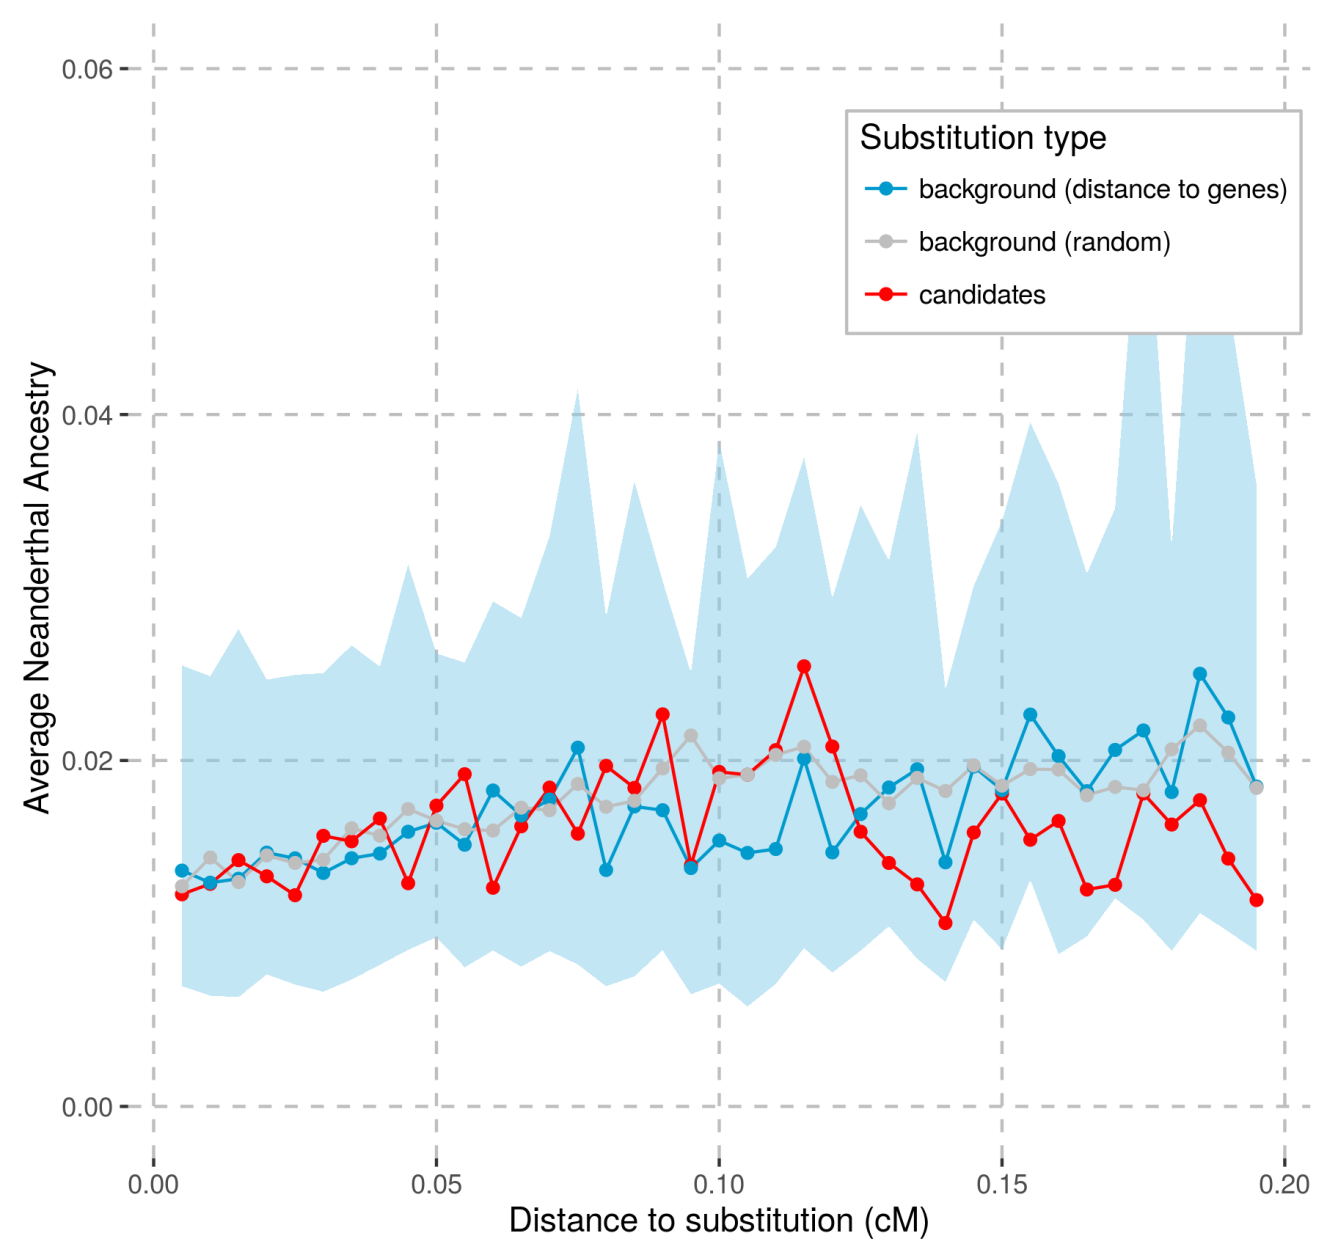 0.06
Substitution type
background (distance to genes)
background (random)
candidates
0.04
Average Neanderthal Ancestry
0.02
0.00
0.00 0.05 0.10 0.15 0.20
Distance to substitution (cM)